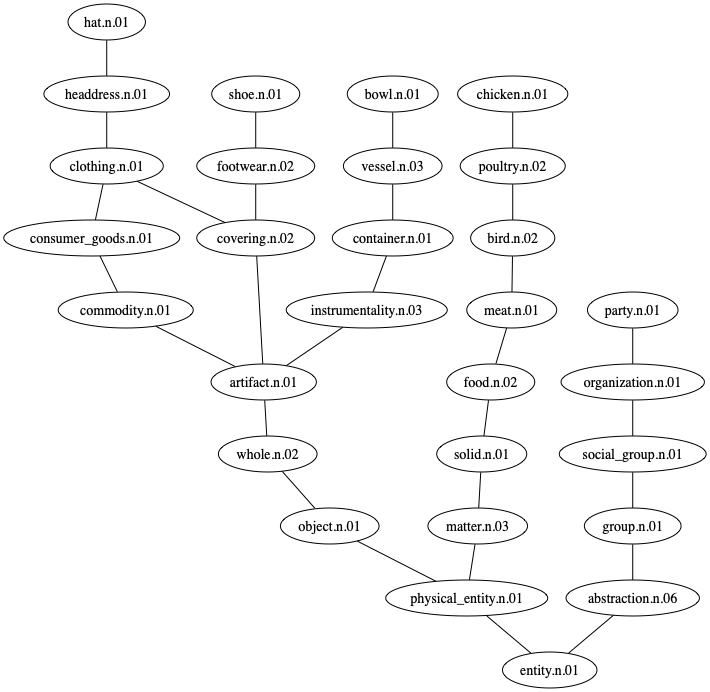 hat.n.01
headdress.n.01
shoe.n.01
bowl.n.01
chicken.n.01
clothing.n.01
footwear.n.02
vessel.n.03
poultry.n.02
consumer_goods.n.01
covering.n.02
container.n.01
bird.n.02
commodity.n.01
instrumentality.n.03
meat.n.01
party.n.01
artifact.n.01
food.n.02
organization.n.01
whole.n.02
solid.n.01
social_group.n.01
object.n.01
matter.n.03
group.n.01
physical_entity.n.01
abstraction.n.06
entity.n.01